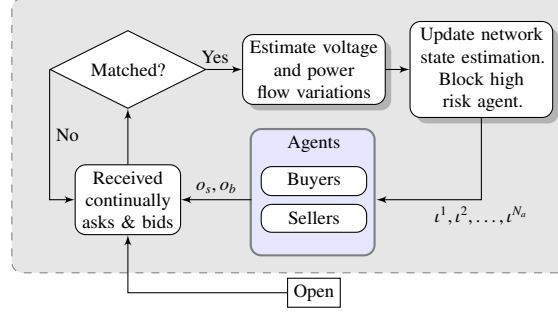 Matched?
Yes
Estimate voltage
and power
flow variations
Update network
state estimation.
Block high
risk agent.
No
Agents
Buyers
Sellers
Received
continually
asks & bids
o_s, o_b
ι^1, ι^2, . . . , ι^{N_a}
Open